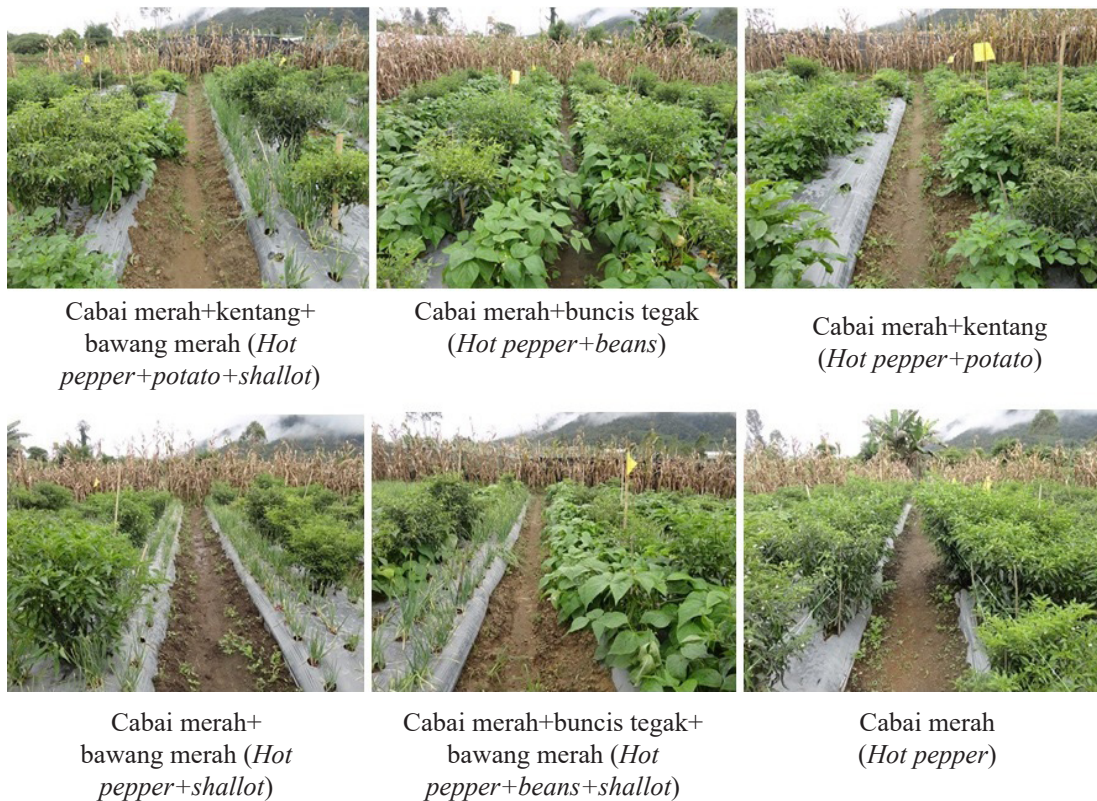 Cabai merah+kentang+
bawang merah (Hot
pepper+potato+shallot)
Cabai merah+buncis tegak
(Hot pepper+beans)
Cabai merah+kentang
(Hot pepper+potato)
Cabai merah+
bawang merah (Hot
pepper+shallot)
Cabai merah+buncis tegak+
bawang merah (Hot
pepper+beans+shallot)
Cabai merah
(Hot pepper)